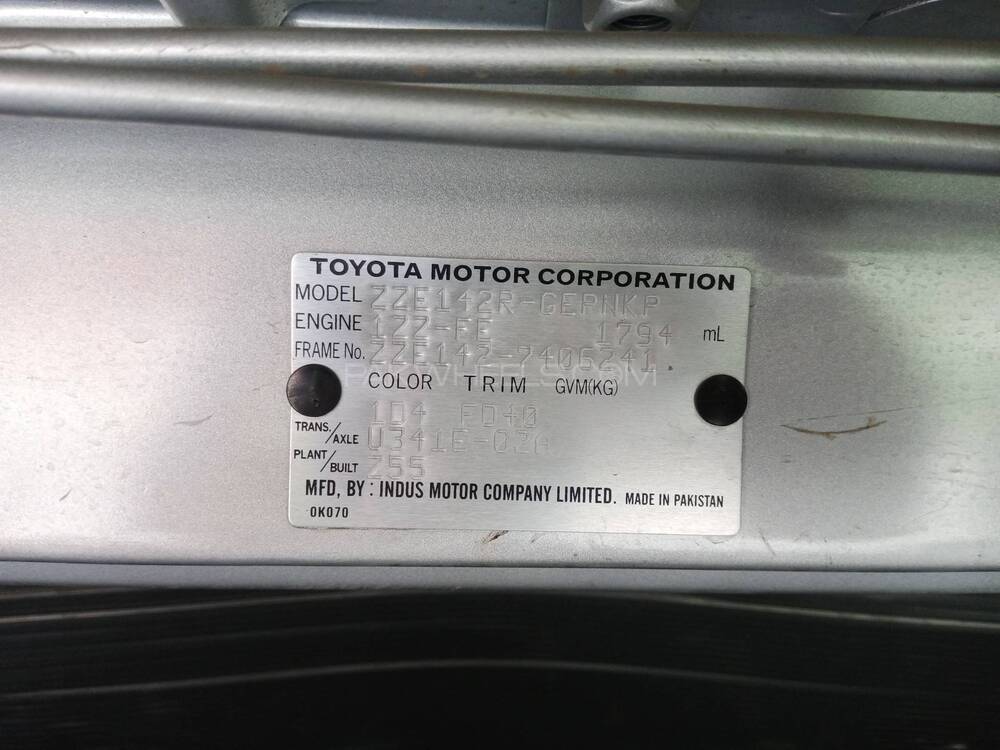 TOYOTA MOTOR CORPORATION
MODEL ZZE142R-GEPNKP
ENGINE 1ZZ-FE 1794 mL
FRAME No. ZZE142-7406241
PAKWHEELS.COM
COLOR TRIM GVM(KG)
1D4 FD40
TRANS./AXLE U341E-02A
PLANT/BUILT Z55
MFD, BY : INDUS MOTOR COMPANY LIMITED. MADE IN PAKISTAN
0K070